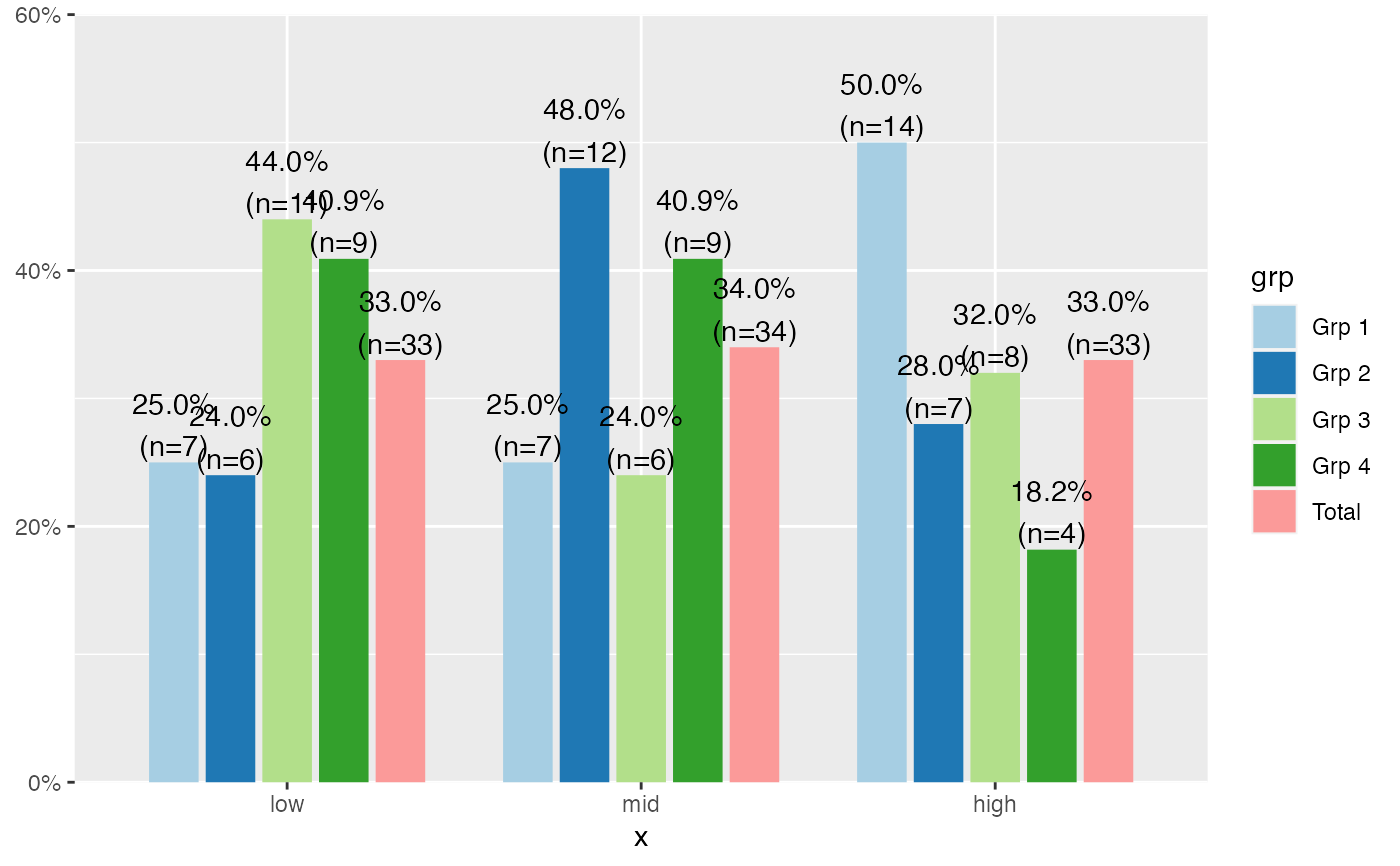 60%
40%
20%
0%
25.0%
(n=7)
24.0%
(n=6)
44.0%
(n=11)
40.9%
(n=9)
33.0%
(n=33)
25.0%
(n=7)
48.0%
(n=12)
24.0%
(n=6)
40.9%
(n=9)
34.0%
(n=34)
50.0%
(n=14)
28.0%
(n=7)
32.0%
(n=8)
18.2%
(n=4)
33.0%
(n=33)
low
mid
high
x
grp
Grp 1
Grp 2
Grp 3
Grp 4
Total